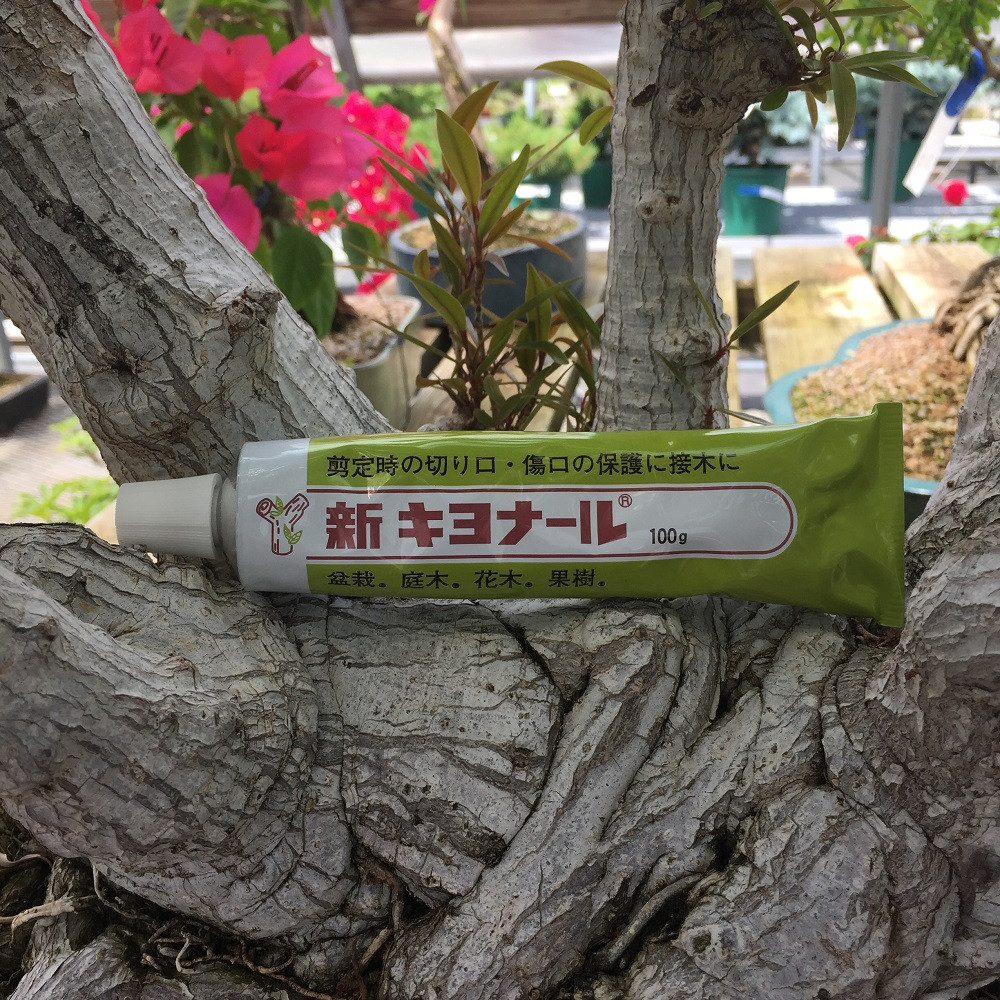 剪定時の切り口・傷口の保護に接木に
新キヨナール® 100g
盆栽。庭木。花木。果樹。